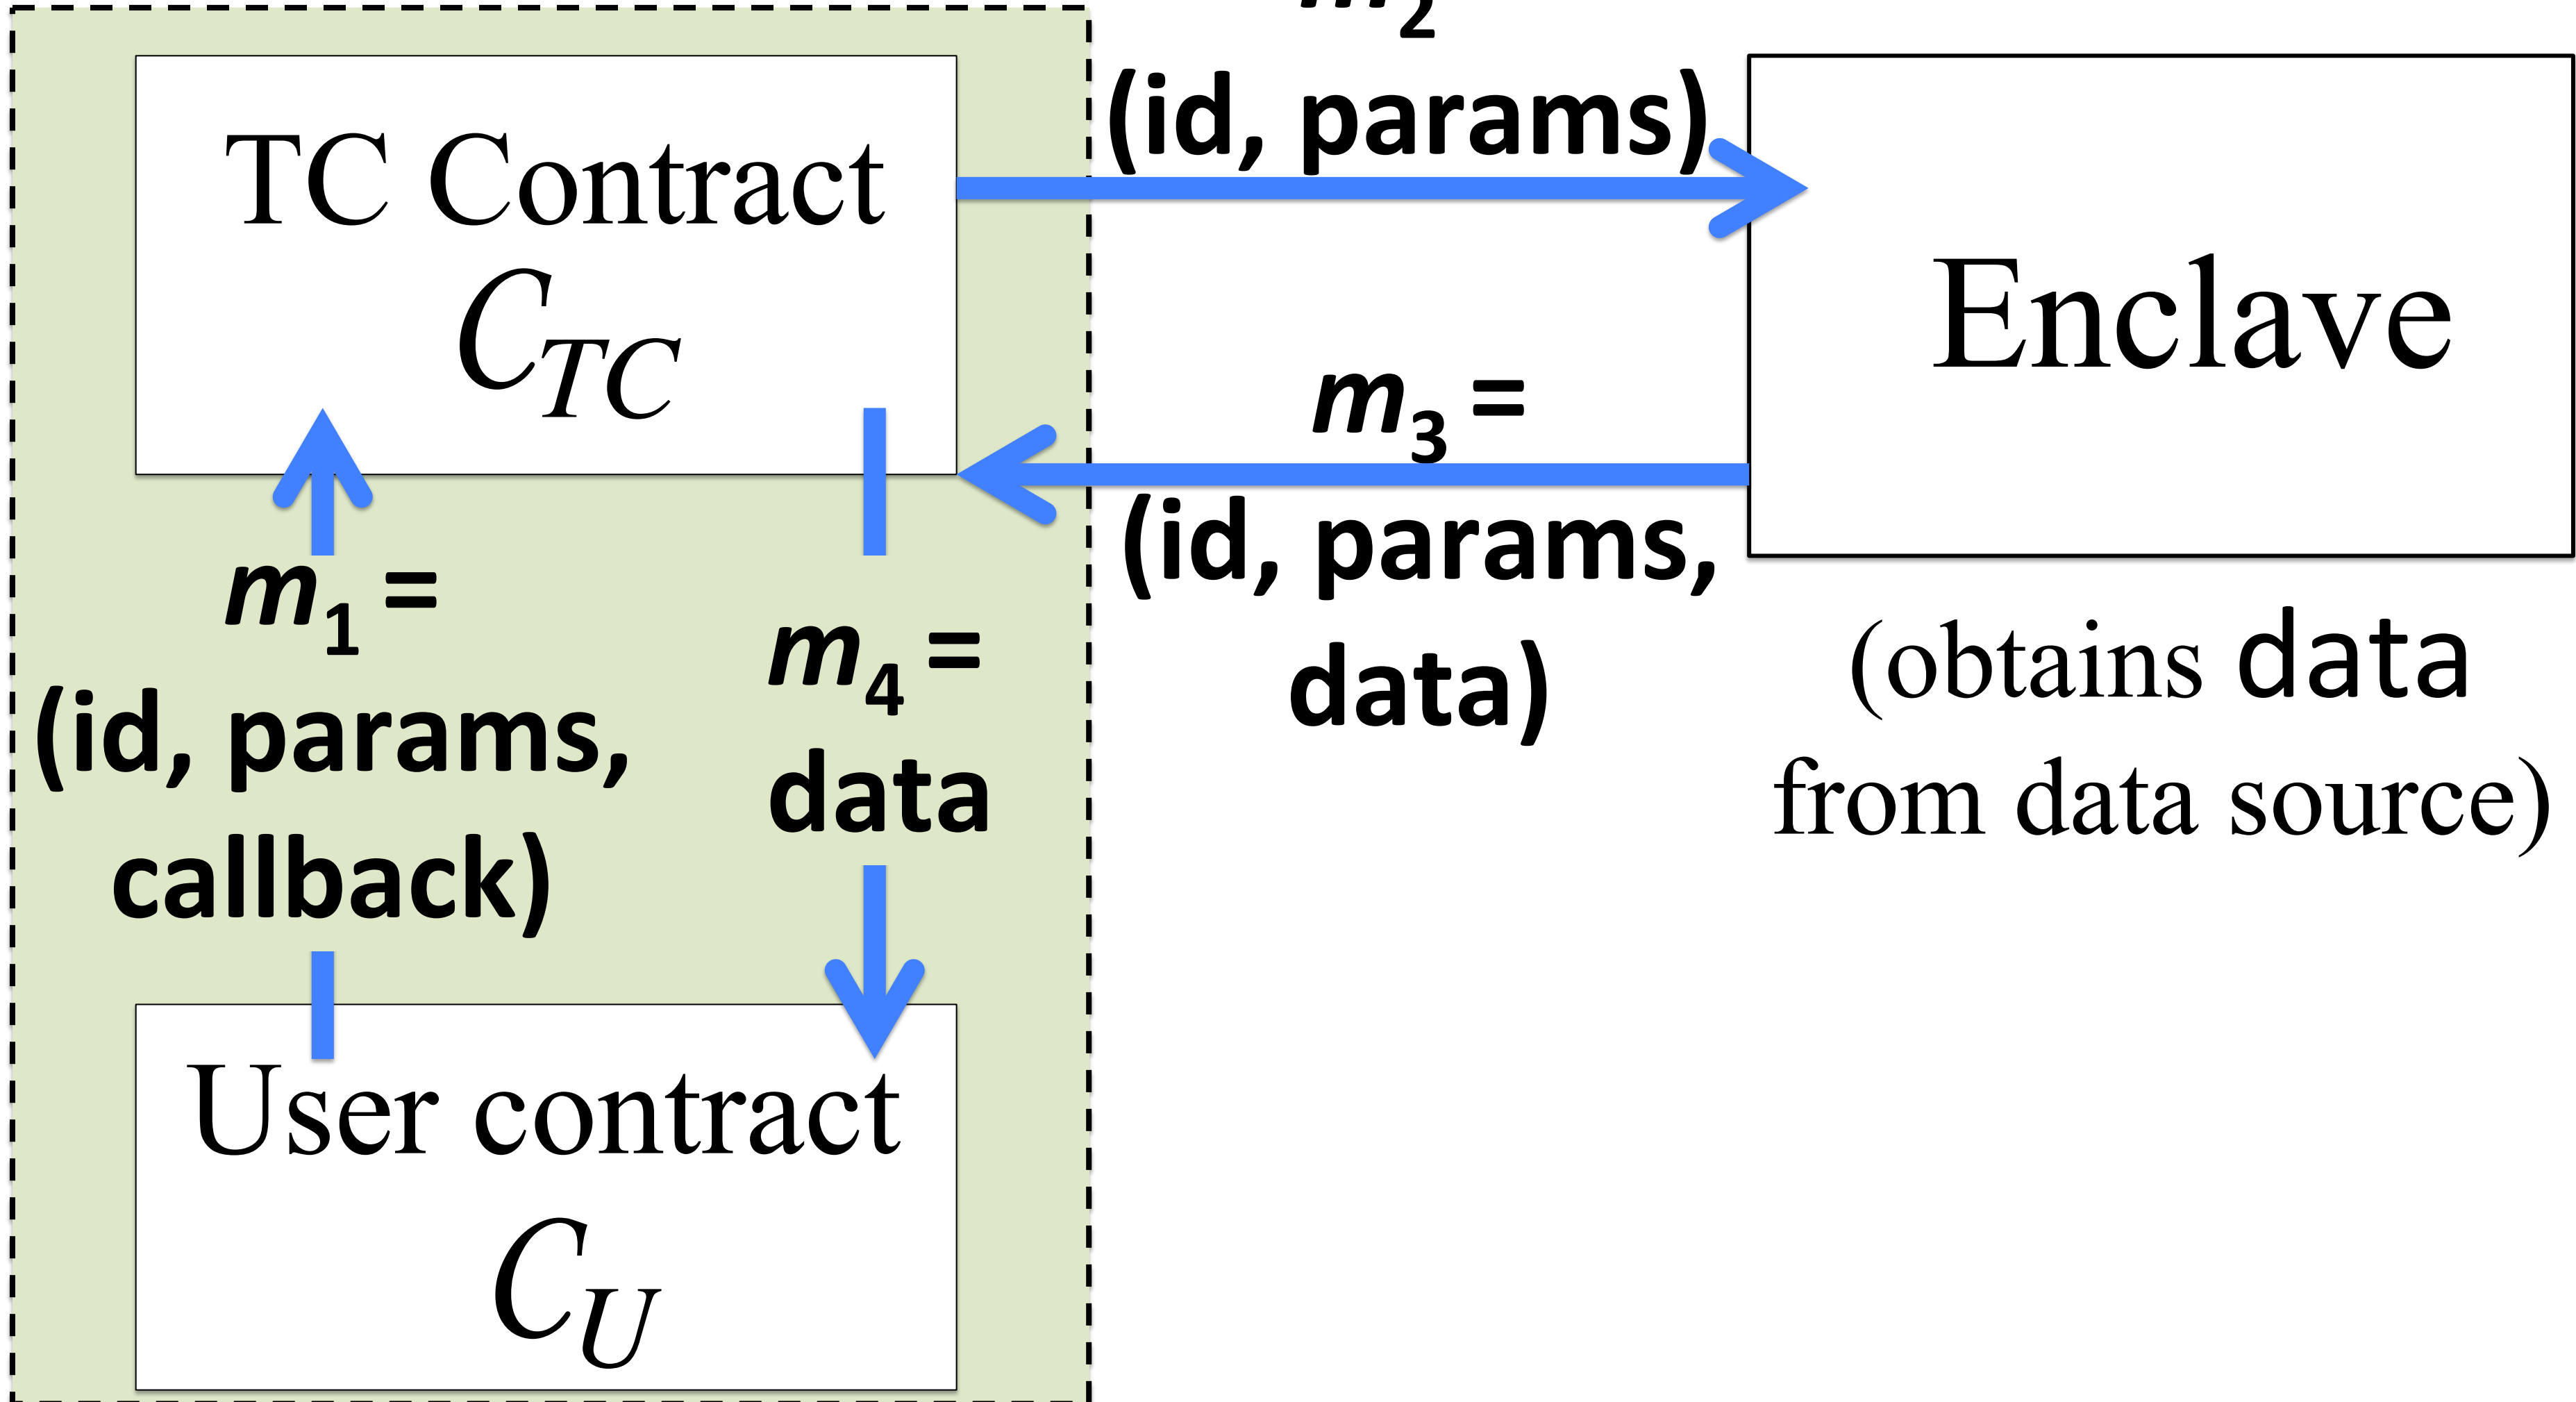 TC Contract
C_TC
m_1 =
(id, params,
callback)
m_4 =
data
User contract
C_U
m_2
(id, params)
m_3 =
(id, params,
data)
Enclave
(obtains data
from data source)